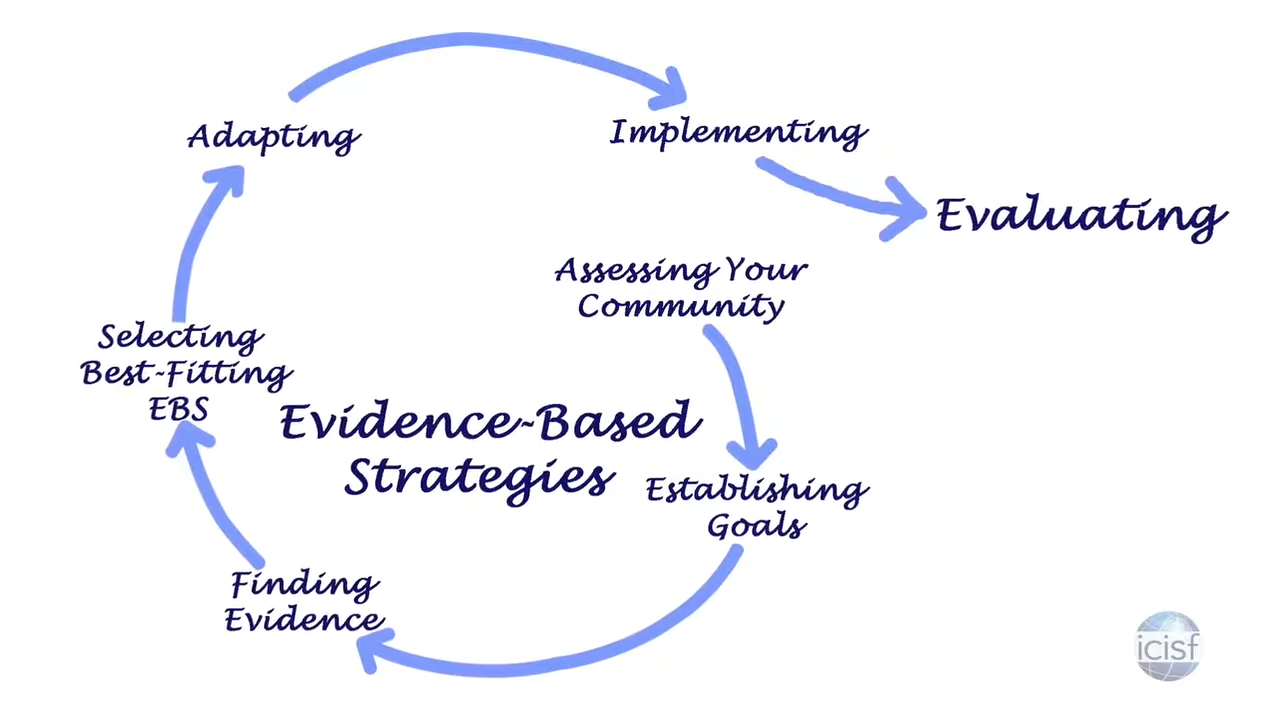 Adapting
Implementing
Evaluating
Assessing Your
Community
Selecting
Best-Fitting
EBS
Evidence-Based
Strategies
Establishing
Goals
Finding
Evidence
icisf